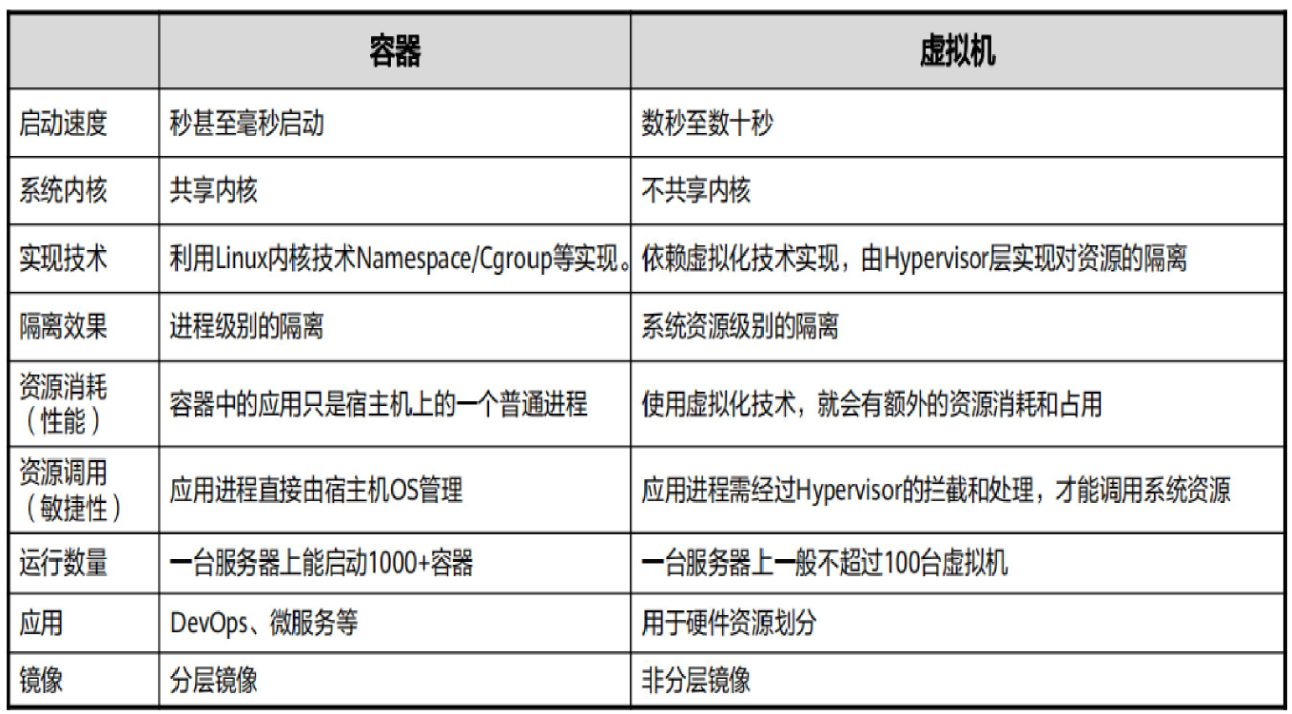 容器 虚拟机
启动速度 秒甚至毫秒启动 数秒至数十秒
系统内核 共享内核 不共享内核
实现技术 利用Linux内核技术Namespace/Cgroup等实现。 依赖虚拟化技术实现，由Hypervisor层实现对资源的隔离
隔离效果 进程级别的隔离 系统资源级别的隔离
资源消耗
（性能） 容器中的应用只是宿主机上的一个普通进程 使用虚拟化技术，就会有额外的资源消耗和占用
资源调用
（敏捷性） 应用进程直接由宿主机OS管理 应用进程需经过Hypervisor的拦截和处理，才能调用系统资源
运行数量 一台服务器上能启动1000+容器 一台服务器上一般不超过100台虚拟机
应用 DevOps、微服务等 用于硬件资源划分
镜像 分层镜像 非分层镜像